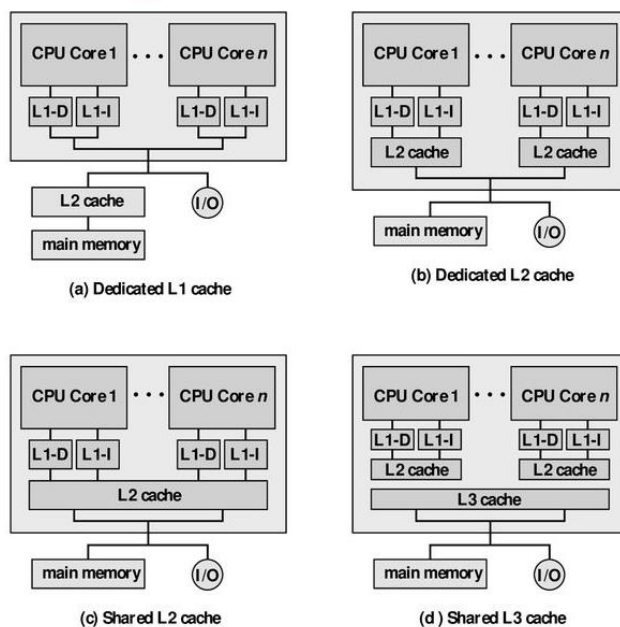 CPU Core 1 • • • CPU Core n
L1-D L1-I L1-D L1-I
L2 cache I/O
main memory
(a) Dedicated L1 cache
CPU Core 1 • • • CPU Core n
L1-D L1-I L1-D L1-I
L2 cache L2 cache
main memory I/O
(b) Dedicated L2 cache
CPU Core 1 • • • CPU Core n
L1-D L1-I L1-D L1-I
L2 cache
main memory I/O
(c) Shared L2 cache
CPU Core 1 • • • CPU Core n
L1-D L1-I L1-D L1-I
L2 cache L2 cache
L3 cache
main memory I/O
(d ) Shared L3 cache